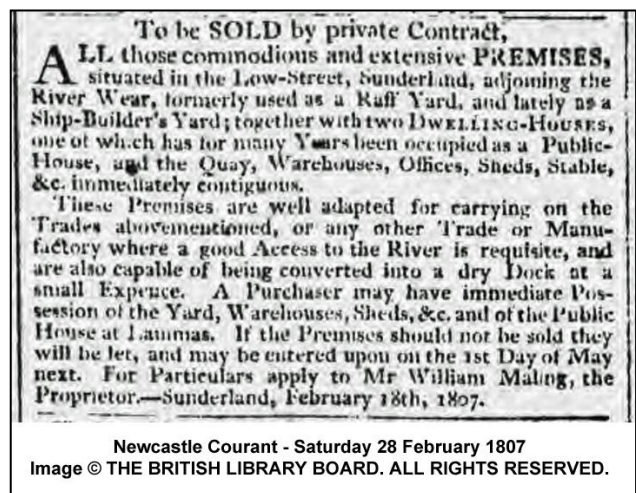 To be SOLD by private Contract,
ALL those commodious and extensive PREMISES,
situated in the Low-Street, Sunderland, adjoining the
River Wear, formerly used as a Raff Yard, and lately as a
Ship-Builder's Yard; together with two DWELLING-HOUSES,
one of which has for many Years been occupied as a Public-
House, and the Quay, Warehouses, Offices, Sheds, Stable,
&c. immediately contiguous.
These Premises are well adapted for carrying on the
Trades abovementioned, or any other Trade or Manu-
factory where a good Access to the River is requisite, and
are also capable of being converted into a dry Dock at a
small Expence. A Purchaser may have immediate Pos-
session of the Yard, Warehouses, Sheds, &c. and of the Public
House at Lammas. If the Premises should not be sold they
will be let, and may be entered upon on the 1st Day of May
next. For Particulars apply to Mr William Maling, the
Proprietor.—Sunderland, February 18th, 1807.
Newcastle Courant - Saturday 28 February 1807
Image © THE BRITISH LIBRARY BOARD. ALL RIGHTS RESERVED.